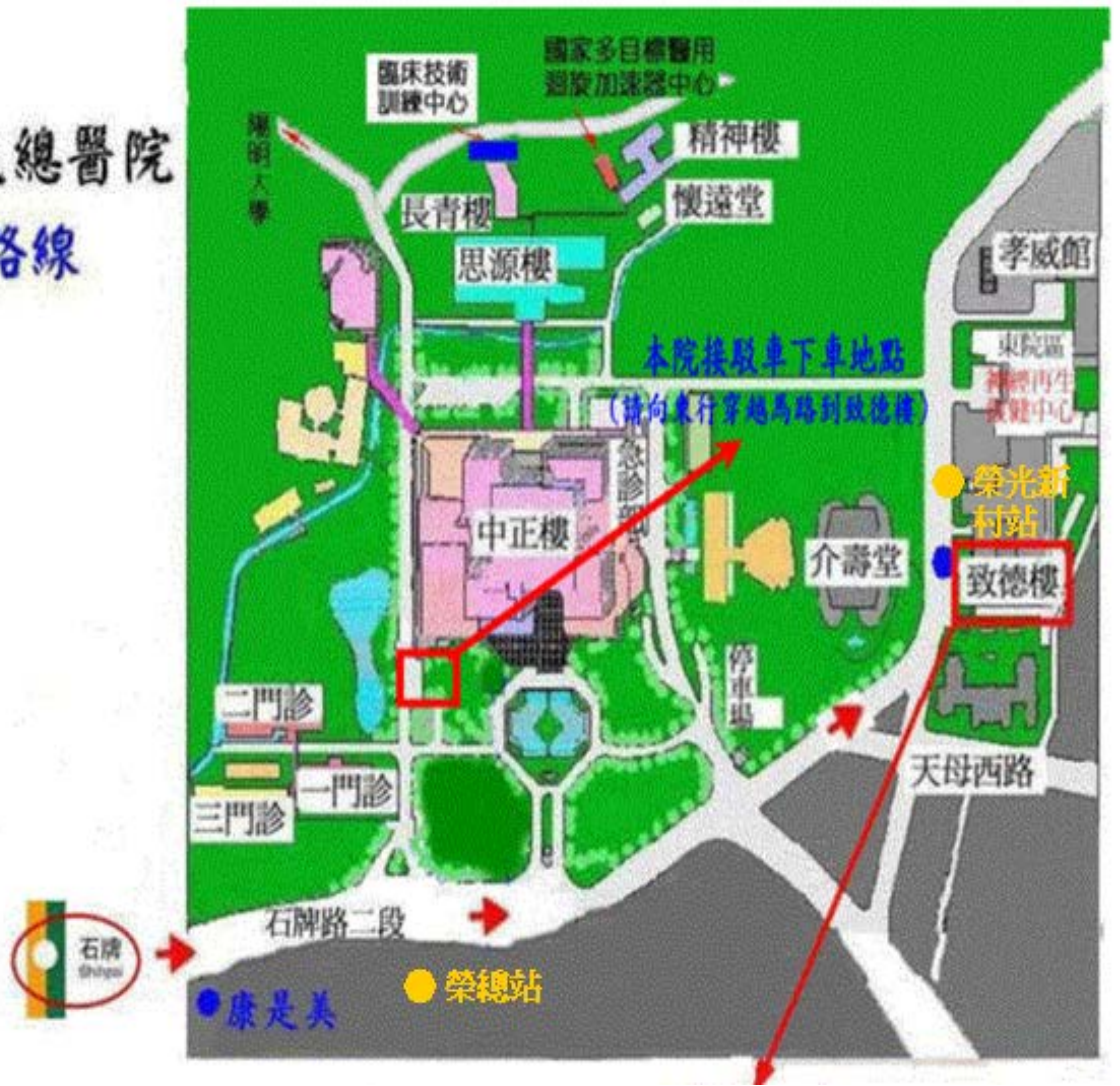 總醫院
路線
臨床技術
訓練中心
國家多目標醫用
迴旋加速器中心
陽明大學
精神樓
長青樓
懷遠堂
思源樓
孝威館
本院接駁車下車地點
(請向東行穿越馬路到致德樓)
東院區
神經再生
復健中心
急診部
中正樓
榮光新
村站
介壽堂
致德樓
停車場
二門診
一門診
三門診
天母西路
石牌路二段
石牌
Shihpai
榮總站
康是美